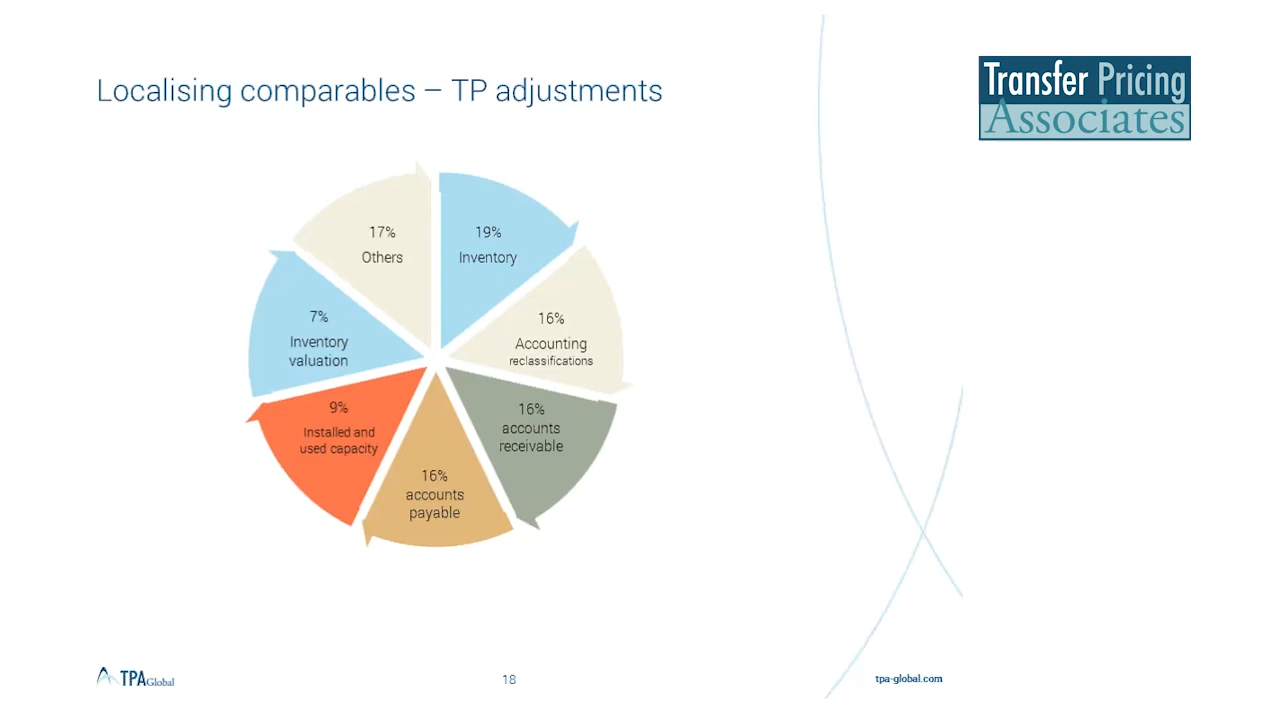 Localising comparables – TP adjustments
Transfer Pricing
Associates
17%
Others
19%
Inventory
7%
Inventory
valuation
16%
Accounting
reclassifications
9%
Installed and
used capacity
16%
accounts
receivable
16%
accounts
payable
TPA Global
18
tpa-global.com